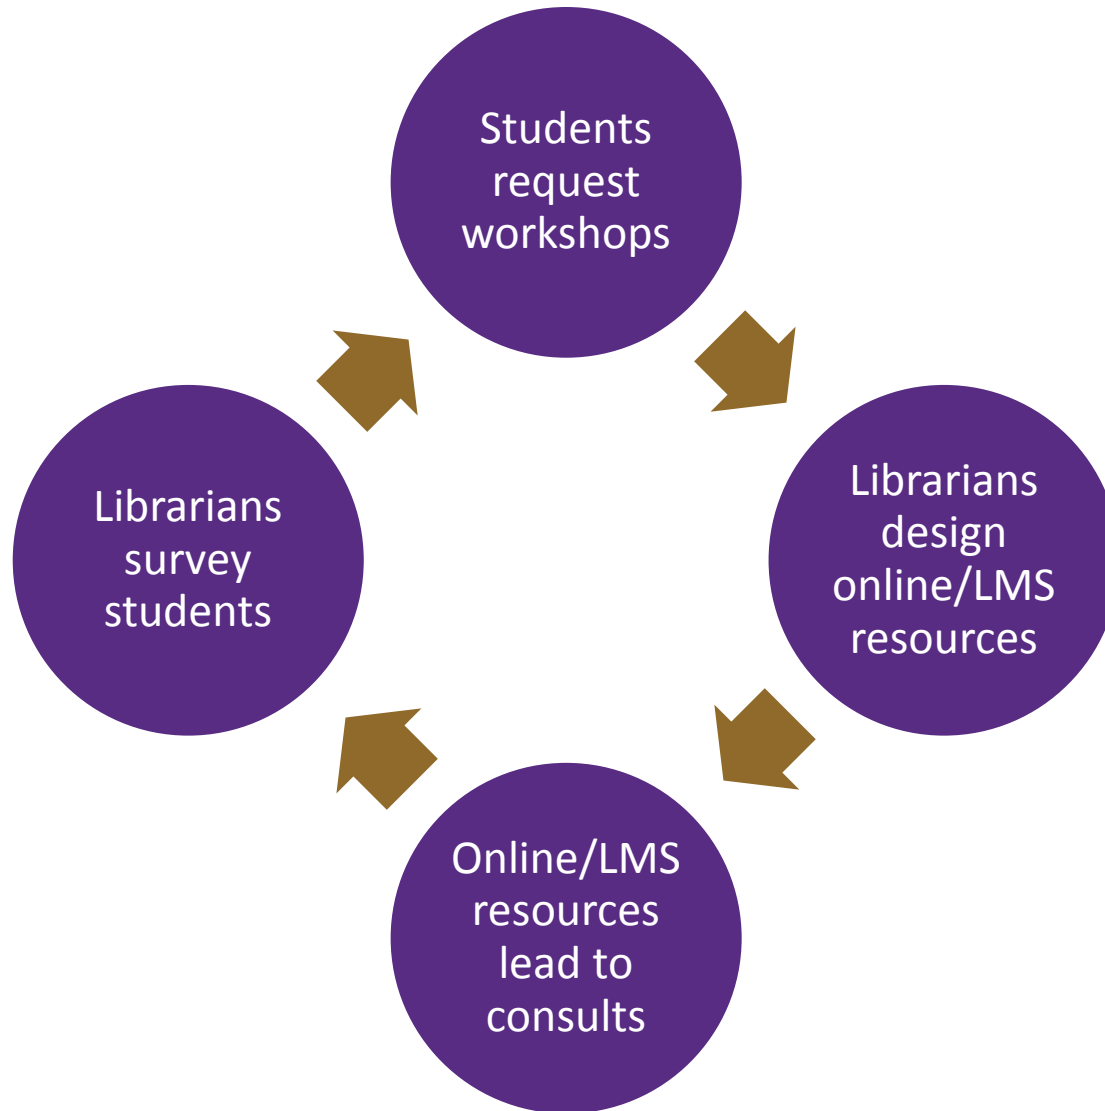 Students
request
workshops
Librarians
design
online/LMS
resources
Online/LMS
resources
lead to
consults
Librarians
survey
students